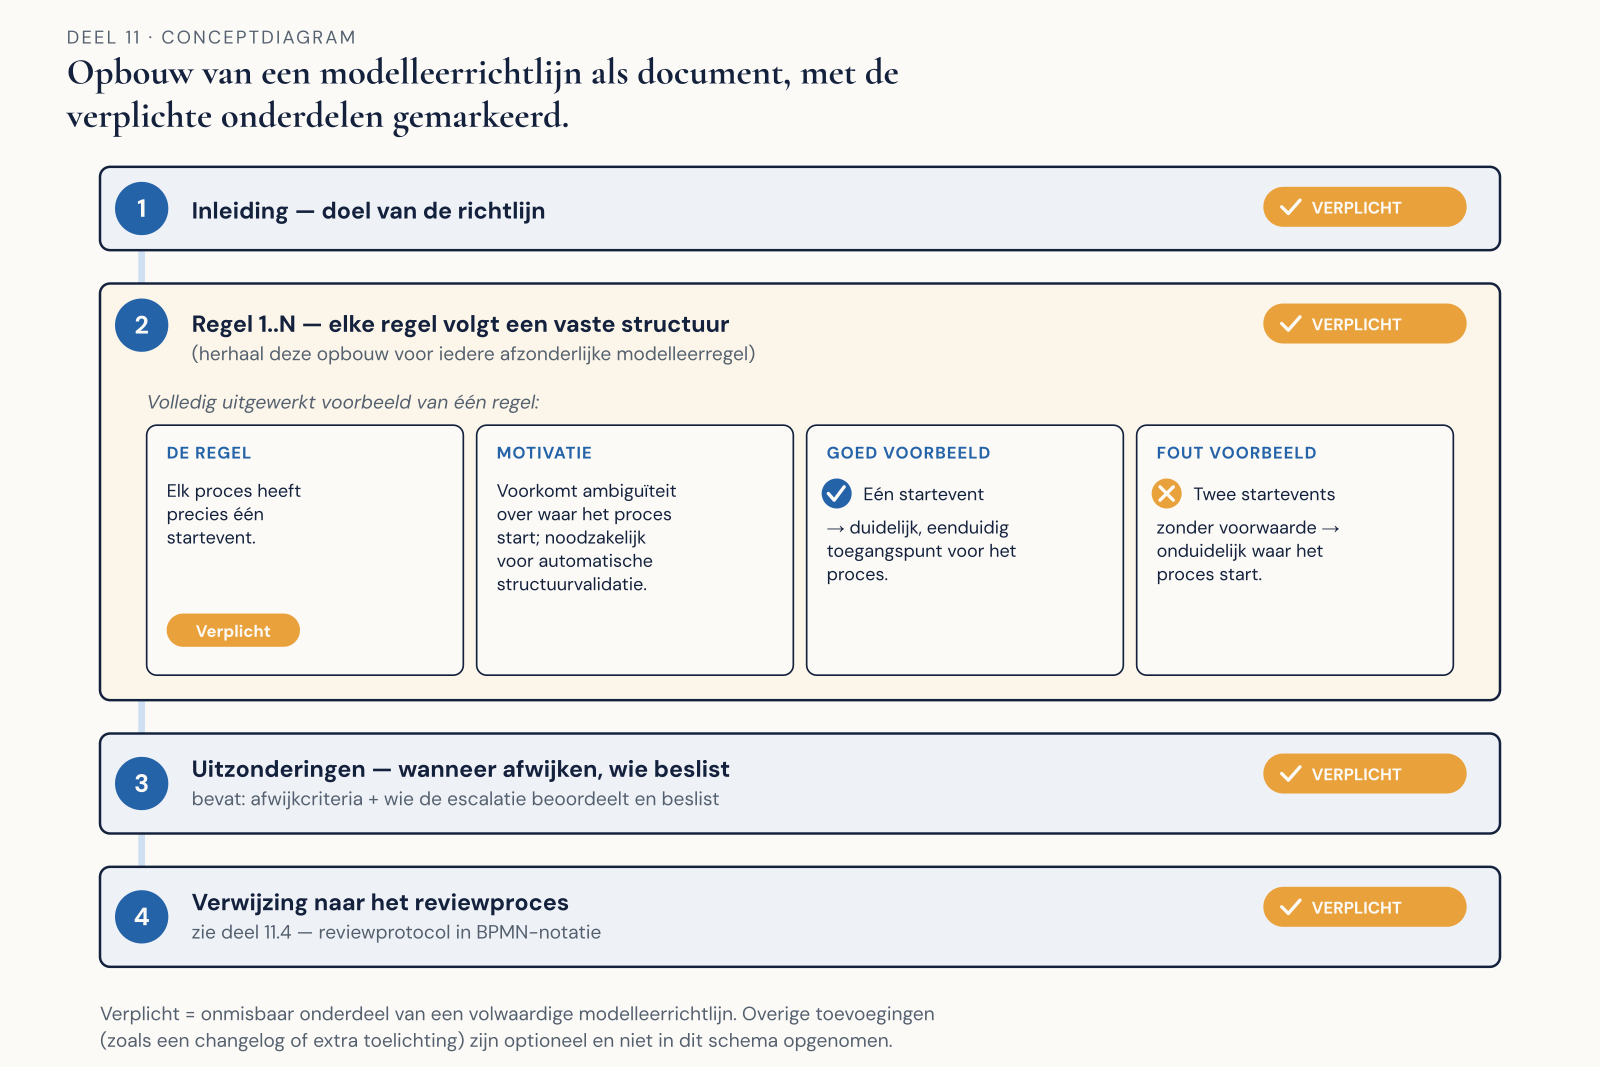 DEEL 11 · CONCEPTDIAGRAM
Opbouw van een modelleerrichtlijn als document, met de
verplichte onderdelen gemarkeerd.
1
Inleiding — doel van de richtlijn
VERPLICHT
2
Regel 1..N — elke regel volgt een vaste structuur
VERPLICHT
(herhaal deze opbouw voor iedere afzonderlijke modelleerregel)
Volledig uitgewerkt voorbeeld van één regel:
DE REGEL
Elk proces heeft
precies één
startevent.
Verplicht
MOTIVATIE
Voorkomt ambiguïteit
over waar het proces
start; noodzakelijk
voor automatische
structuurvalidatie.
GOED VOORBEELD
Eén startevent
→ duidelijk, eenduidig
toegangspunt voor het
proces.
FOUT VOORBEELD
Twee startevents
zonder voorwaarde →
onduidelijk waar het
proces start.
3
Uitzonderingen — wanneer afwijken, wie beslist
VERPLICHT
bevat: afwijkcriteria + wie de escalatie beoordeelt en beslist
4
Verwijzing naar het reviewproces
VERPLICHT
zie deel 11.4 — reviewprotocol in BPMN-notatie
Verplicht = onmisbaar onderdeel van een volwaardige modelleerrichtlijn. Overige toevoegingen
(zoals een changelog of extra toelichting) zijn optioneel en niet in dit schema opgenomen.